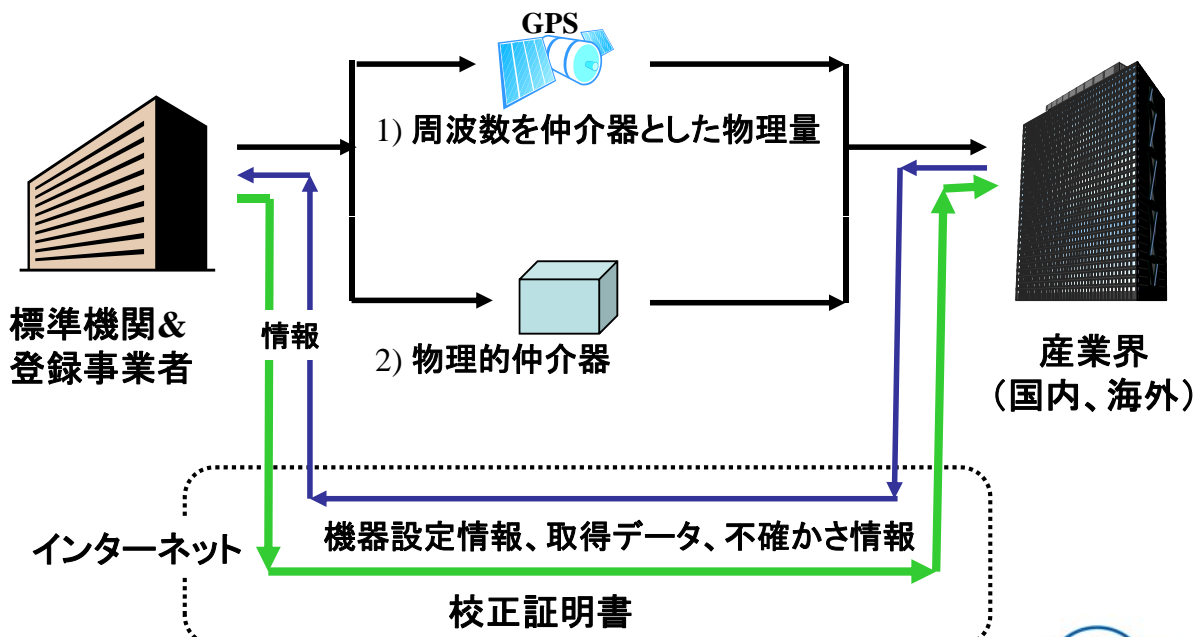 GPS
1) 周波数を仲介器とした物理量
標準機関&
登録事業者
情報
2) 物理的仲介器
産業界
（国内、海外）
インターネット
機器設定情報、取得データ、不確かさ情報
校正証明書